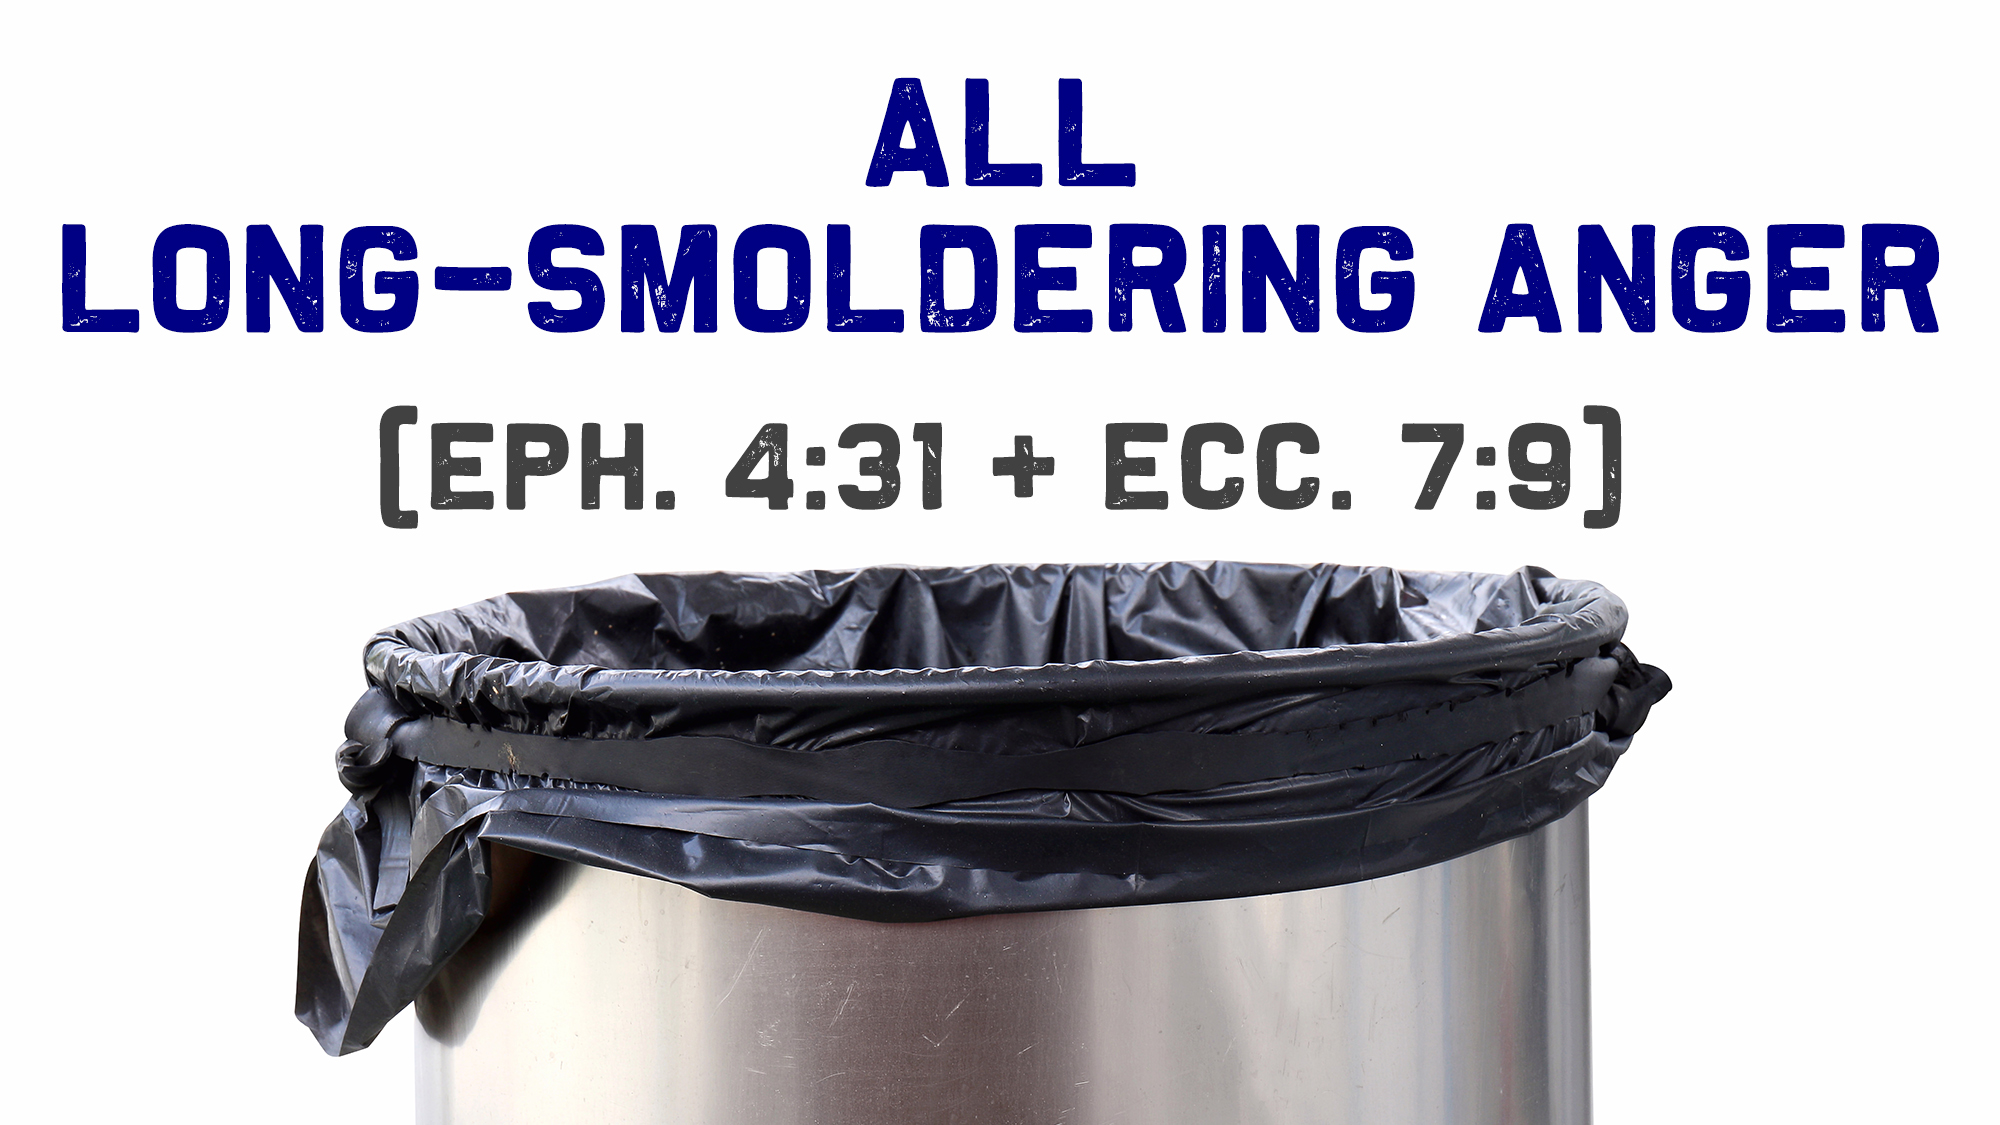 ALL
LONG-SMOLDERING ANGER
[EPH. 4:31 + ECC. 7:9]